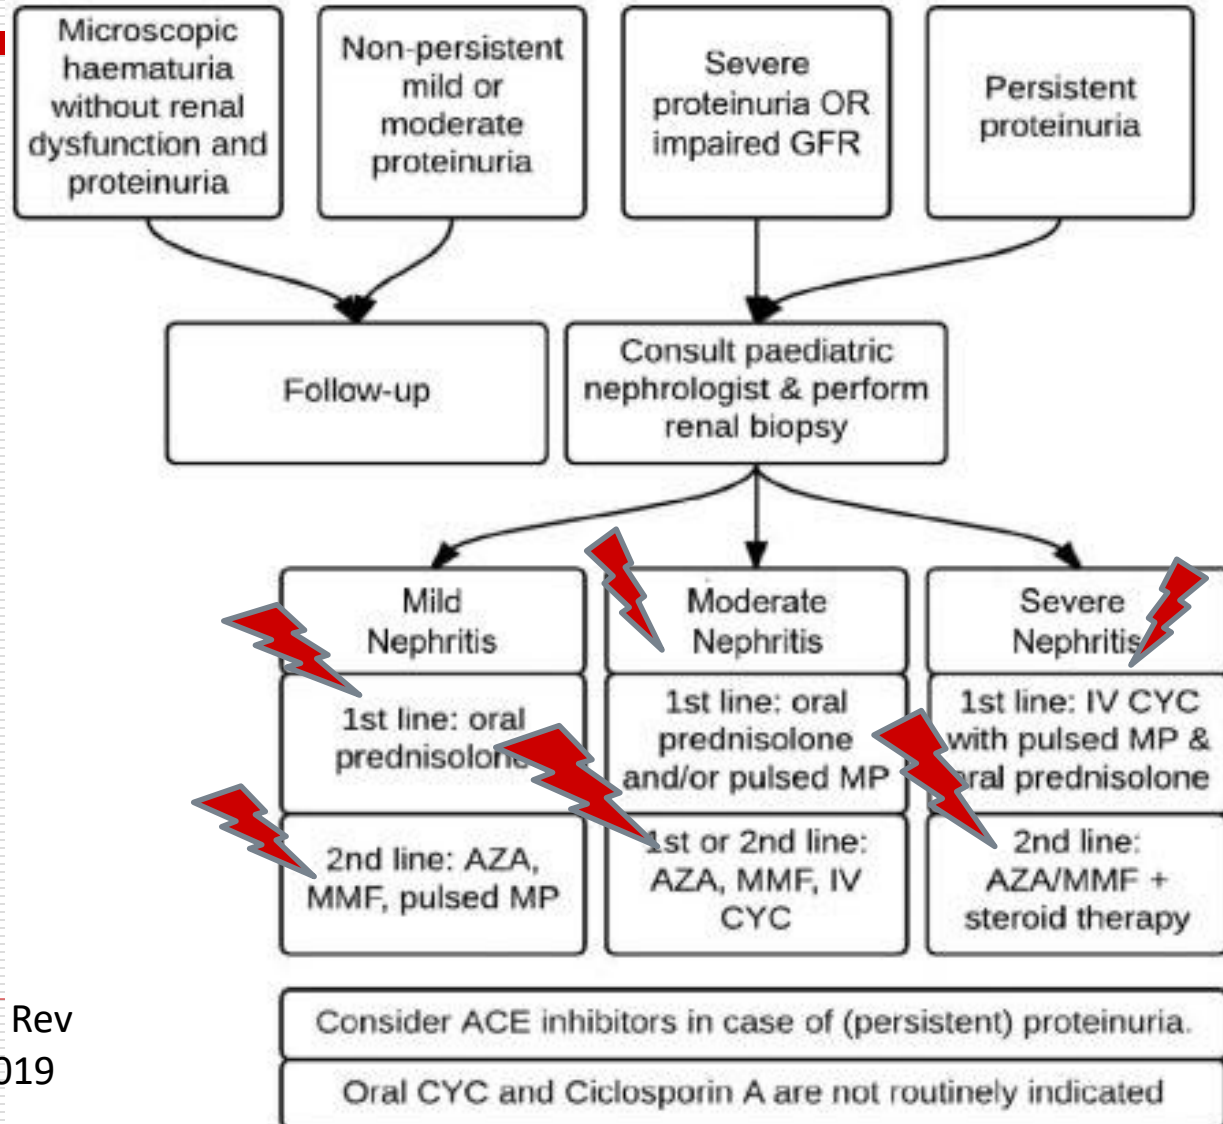 Microscopic
haematuria
without renal
dysfunction and
proteinuria
Non-persistent
mild or
moderate
proteinuria
Severe
proteinuria OR
impaired GFR
Persistent
proteinuria
Follow-up
Consult paediatric
nephrologist & perform
renal biopsy
Mild
Nephritis
1st line: oral
prednisolone
2nd line: AZA,
MMF, pulsed MP
Moderate
Nephritis
1st line: oral
prednisolone
and/or pulsed MP
1st or 2nd line:
AZA, MMF, IV
CYC
Severe
Nephritis
1st line: IV CYC
with pulsed MP &
oral prednisolone
2nd line:
AZA/MMF +
steroid therapy
Consider ACE inhibitors in case of (persistent) proteinuria.
Oral CYC and Ciclosporin A are not routinely indicated
Rev
019